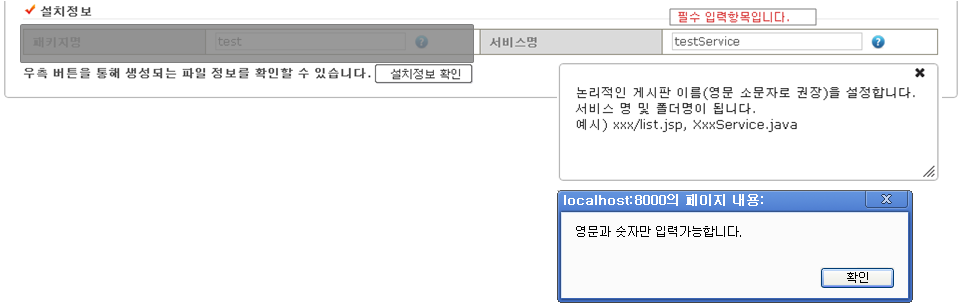 설치정보
필수 입력항목입니다.
패키지명 test 서비스명 testService
우측 버튼을 통해 생성되는 파일 정보를 확인할 수 있습니다. 설치정보 확인
논리적인 게시판 이름(영문 소문자로 권장)을 설정합니다.
서비스 명 및 폴더명이 됩니다.
예시) xxx/list.jsp, XxxService.java
localhost:8000의 페이지 내용:
영문과 숫자만 입력가능합니다.
확인